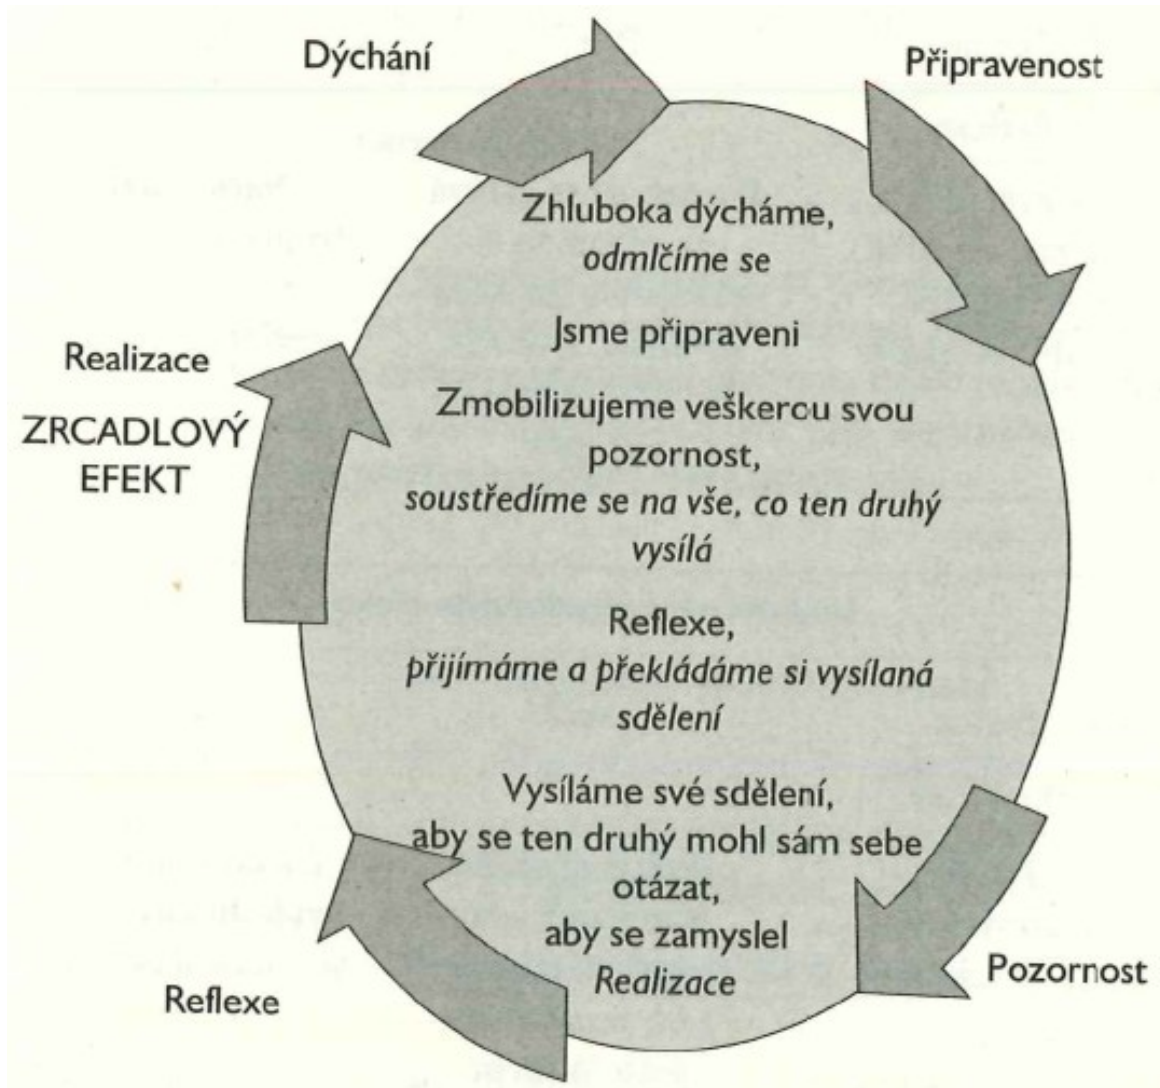 Dýchání
Připravenost
Zhluboka dýcháme,
odmlčíme se
Jsme připraveni
Zmobilizujeme veškerou svou
pozornost,
soustředíme se na vše, co ten druhý
vysílá
Reflexe,
přijímáme a překládáme si vysílaná
sdělení
Vysíláme své sdělení,
aby se ten druhý mohl sám sebe
otázat,
aby se zamyslel
Realizace
Realizace
ZRCADLOVÝ
EFEKT
Pozornost
Reflexe